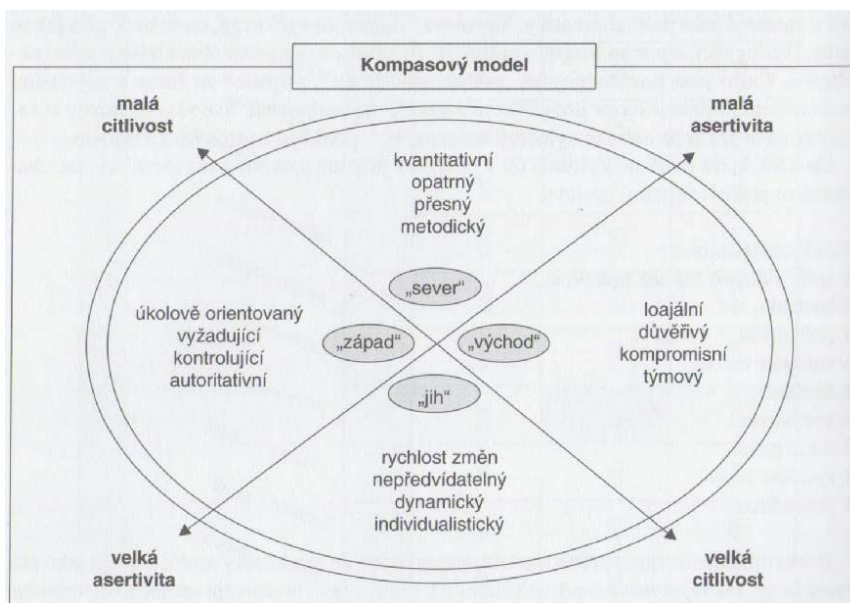 Kompasový model
malá
citlivost
malá
asertivita
kvantitativní
opatrný
přesný
metodický
„sever“
úkolově orientovaný
vyžadující
kontrolující
autoritativní
„západ“
„východ“
loajální
důvěřivý
kompromisní
týmový
„jih“
rychlost změn
nepředvídatelný
dynamický
individualistický
velká
asertivita
velká
citlivost